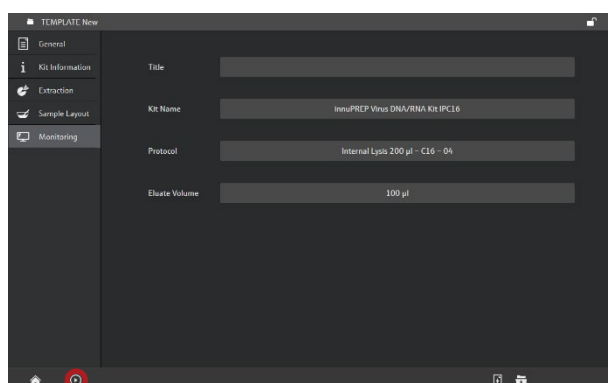 TEMPLATE New
General
Kit Information
Extraction
Sample Layout
Monitoring
Title
Kit Name
InnuPREP Virus DNA/RNA Kit IPC16
Protocol
Internal Lysis 200 µl – C16 – 04
Eluate Volume
100 µl